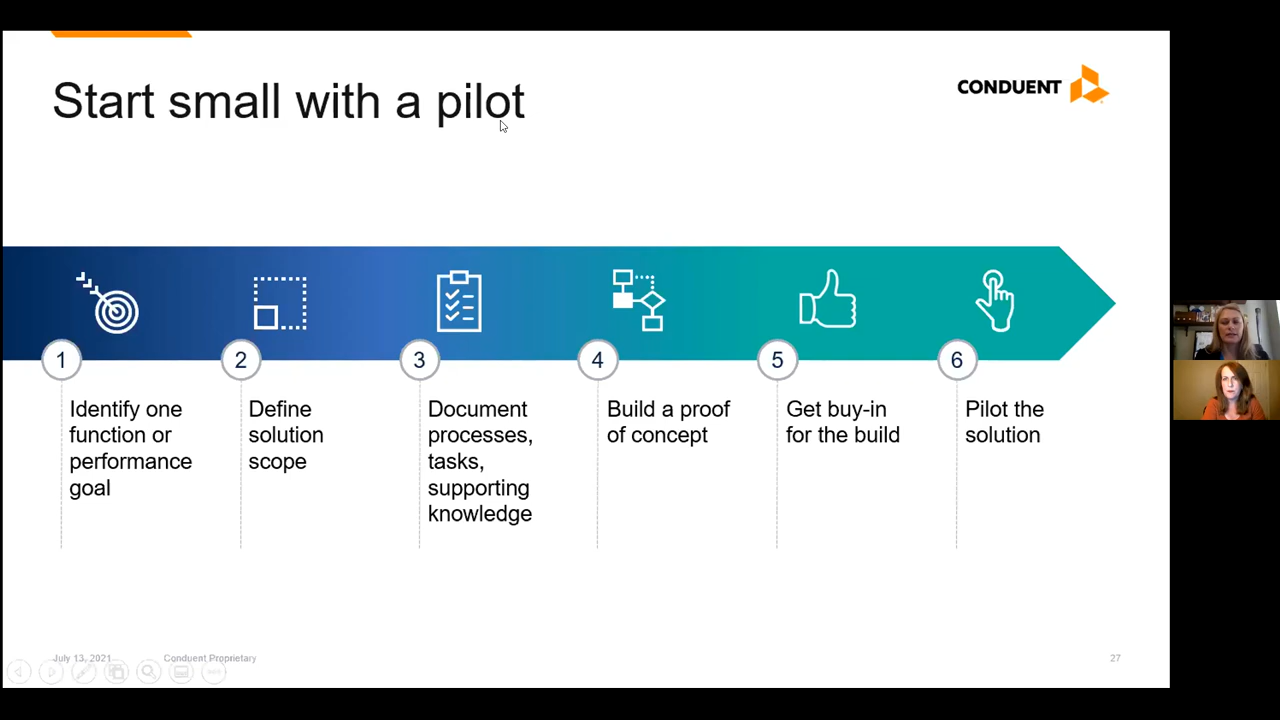 Start small with a pilot
CONDUENT
1
Identify one
function or
performance
goal
2
Define
solution
scope
3
Document
processes,
tasks,
supporting
knowledge
4
Build a proof
of concept
5
Get buy-in
for the build
6
Pilot the
solution
July 13, 2021
Conduent Proprietary
27